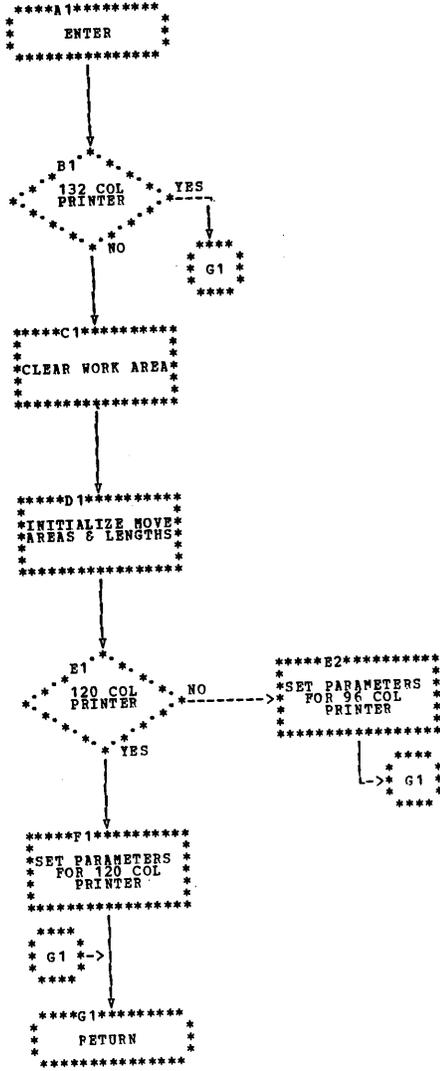 ****A1*********
ENTER
B1
132 COL
PRINTER
YES
NO
G1
*****C1**********
CLEAR WORK AREA
*****D1**********
INITIALIZE MOVE
AREAS & LENGTHS
E1
120 COL
PRINTER
NO
YES
*****E2**********
SET PARAMETERS
FOR 96 COL
PRINTER
G1
*****F1**********
SET PARAMETERS
FOR 120 COL
PRINTER
G1
****G1*********
RETURN